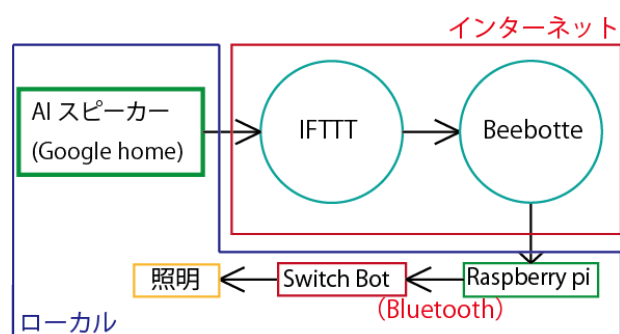 インターネット
AI スピーカー
(Google home)
IFTTT
Beebotte
照明
Switch Bot
Raspberry pi
(Bluetooth)
ローカル